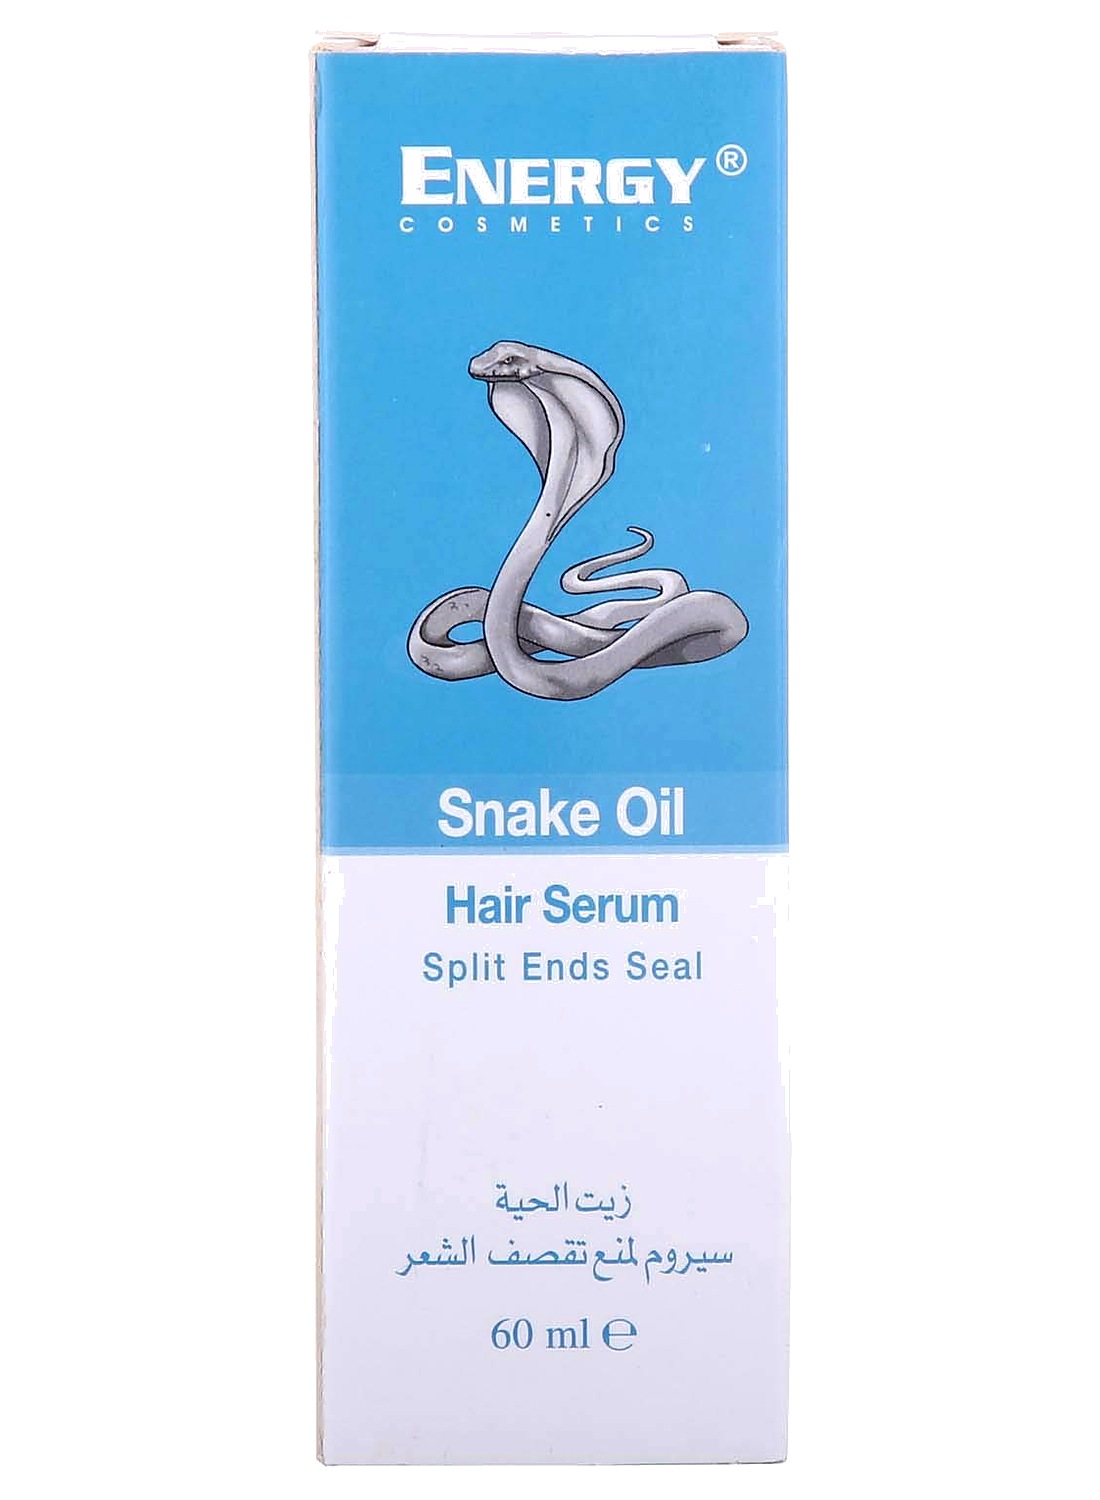 ENERGY®
COSMETICS
Snake Oil
Hair Serum
Split Ends Seal
زيت الحية
سيروم لمنع تقصف الشعر
60 ml ℮